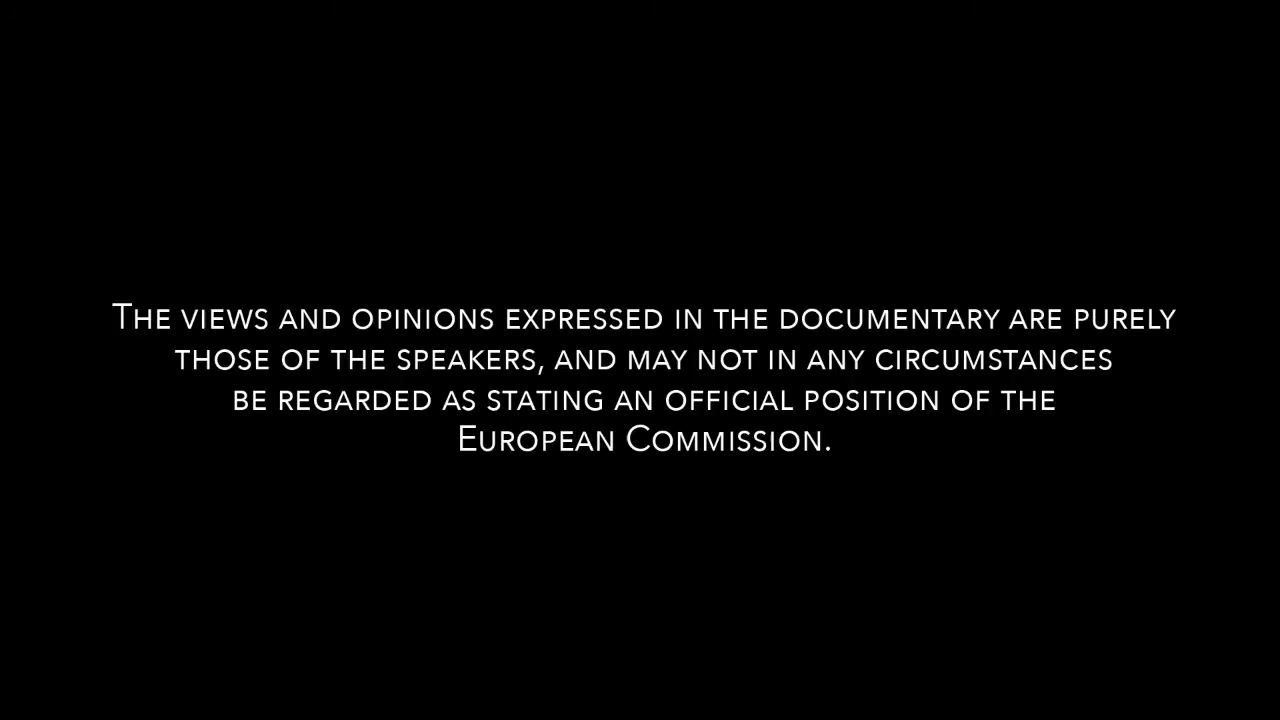 The views and opinions expressed in the documentary are purely
those of the speakers, and may not in any circumstances
be regarded as stating an official position of the
European Commission.